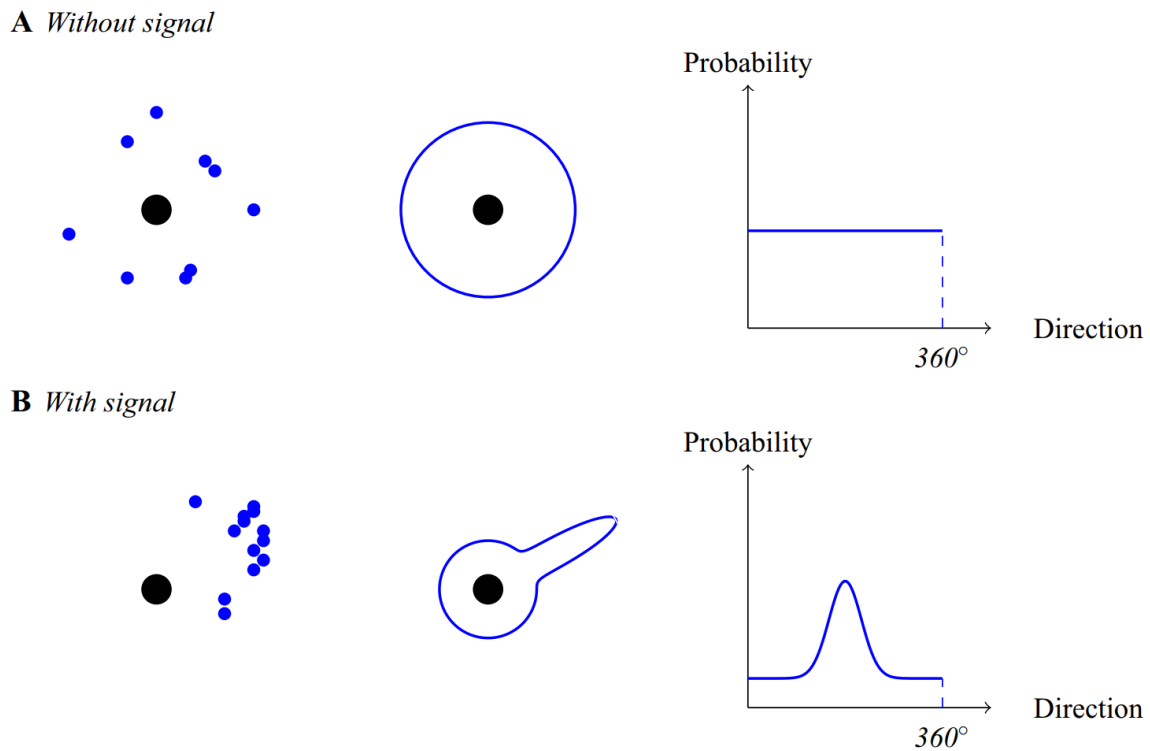 A Without signal
Probability
Direction
360°
B With signal
Probability
Direction
360°